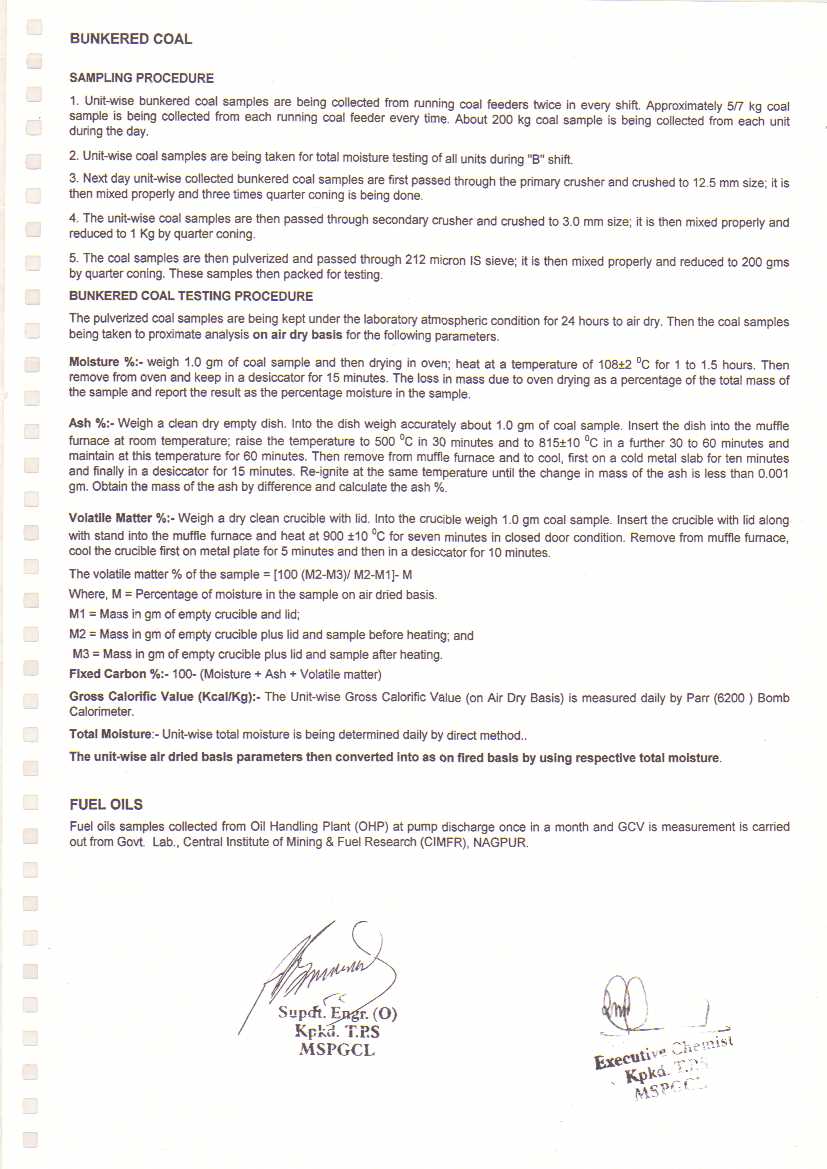 BUNKERED COAL
SAMPLING PROCEDURE
1. Unit-wise bunkered coal samples are being collected from running coal feeders twice in every shift. Approximately 5/7 kg coal
sample is being collected from each running coal feeder every time. About 200 kg coal sample is being collected from each unit
during the day.
2. Unit-wise coal samples are being taken for total moisture testing of all units during "B" shift.
3. Next day unit-wise collected bunkered coal samples are first passed through the primary crusher and crushed to 12.5 mm size; it is
then mixed properly and three times quarter coning is being done.
4. The unit-wise coal samples are then passed through secondary crusher and crushed to 3.0 mm size; it is then mixed properly and
reduced to 1 Kg by quarter coning.
5. The coal samples are then pulverized and passed through 212 micron IS sieve; it is then mixed properly and reduced to 200 gms
by quarter coning. These samples then packed for testing.
BUNKERED COAL TESTING PROCEDURE
The pulverized coal samples are being kept under the laboratory atmospheric condition for 24 hours to air dry. Then the coal samples
being taken to proximate analysis on air dry basis for the following parameters.
Moisture %:- weigh 1.0 gm of coal sample and then drying in oven; heat at a temperature of 108±2 ⁰C for 1 to 1.5 hours. Then
remove from oven and keep in a desiccator for 15 minutes. The loss in mass due to oven drying as a percentage of the total mass of
the sample and report the result as the percentage moisture in the sample.
Ash %:- Weigh a clean dry empty dish. Into the dish weigh accurately about 1.0 gm of coal sample. Insert the dish into the muffle
furnace at room temperature; raise the temperature to 500 ⁰C in 30 minutes and to 815±10 ⁰C in a further 30 to 60 minutes and
maintain at this temperature for 60 minutes. Then remove from muffle furnace and to cool, first on a cold metal slab for ten minutes
and finally in a desiccator for 15 minutes. Re-ignite at the same temperature until the change in mass of the ash is less than 0.001
gm. Obtain the mass of the ash by difference and calculate the ash %.
Volatile Matter %:- Weigh a dry clean crucible with lid. Into the crucible weigh 1.0 gm coal sample. Insert the crucible with lid along
with stand into the muffle furnace and heat at 900 ±10 ⁰C for seven minutes in closed door condition. Remove from muffle furnace,
cool the crucible first on metal plate for 5 minutes and then in a desiccator for 10 minutes.
The volatile matter % of the sample = [100 (M2-M3)/ M2-M1]- M
Where, M = Percentage of moisture in the sample on air dried basis.
M1 = Mass in gm of empty crucible and lid;
M2 = Mass in gm of empty crucible plus lid and sample before heating; and
M3 = Mass in gm of empty crucible plus lid and sample after heating.
Fixed Carbon %:- 100- (Moisture + Ash + Volatile matter)
Gross Calorific Value (Kcal/Kg):- The Unit-wise Gross Calorific Value (on Air Dry Basis) is measured daily by Parr (6200 ) Bomb
Calorimeter.
Total Moisture:- Unit-wise total moisture is being determined daily by direct method..
The unit-wise air dried basis parameters then converted into as on fired basis by using respective total moisture.
FUEL OILS
Fuel oils samples collected from Oil Handling Plant (OHP) at pump discharge once in a month and GCV is measurement is carried
out from Govt. Lab., Central Institute of Mining & Fuel Research (CIMFR), NAGPUR.
Supdt. Engr. (O)
Kpkd. T.P.S
MSPGCL
Executive Chemist
Kpkd. T.P.S
MSPGCL